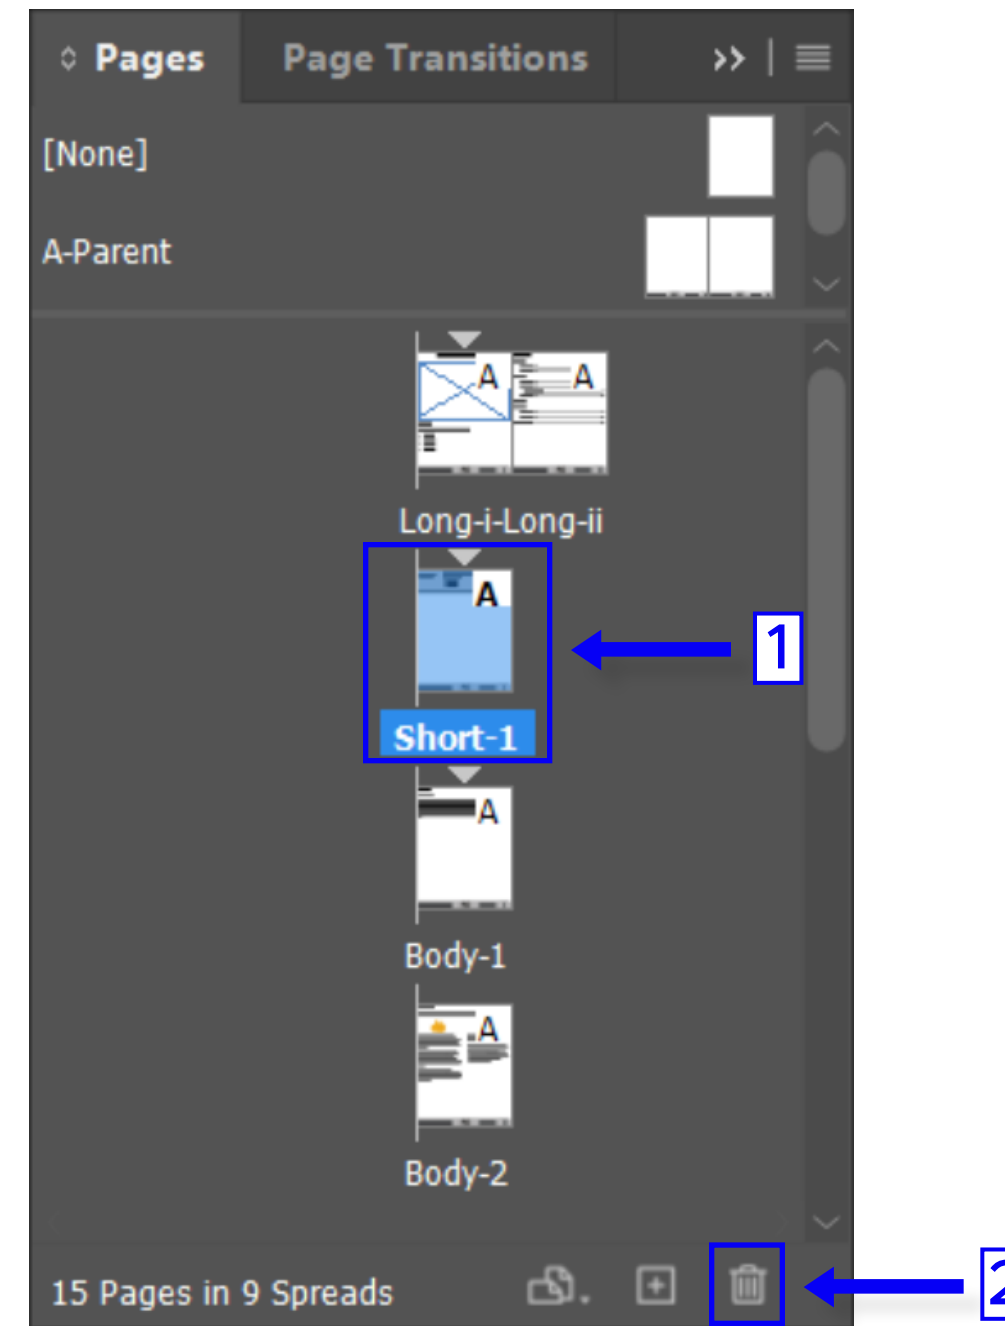 Pages Page Transitions
[None]
A-Parent
A A
Long-i-Long-ii
A
1
Short-1
A
Body-1
A
Body-2
15 Pages in 9 Spreads
2